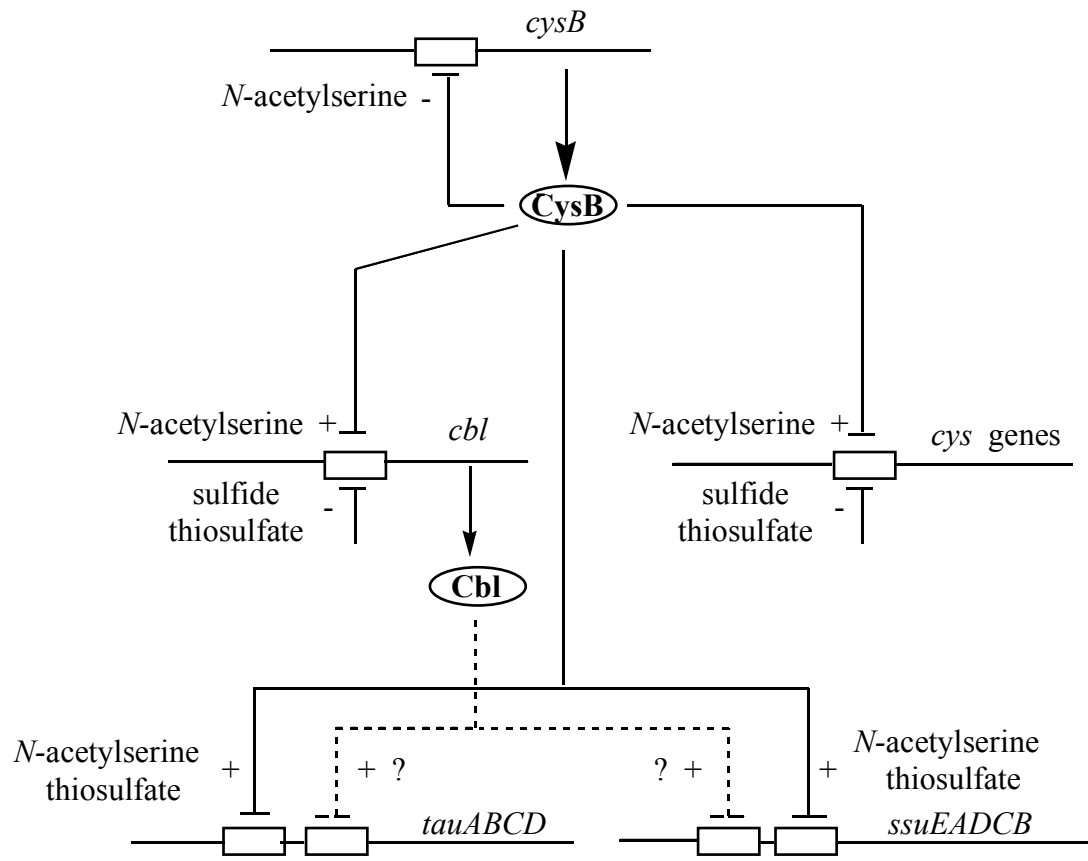 cysB
N-acetylserine -
CysB
N-acetylserine +
cbl
N-acetylserine +
cys genes
sulfide
thiosulfate
-
sulfide
thiosulfate
-
Cbl
N-acetylserine
thiosulfate
+
+ ?
? +
+
N-acetylserine
thiosulfate
tauABCD
ssuEADCB